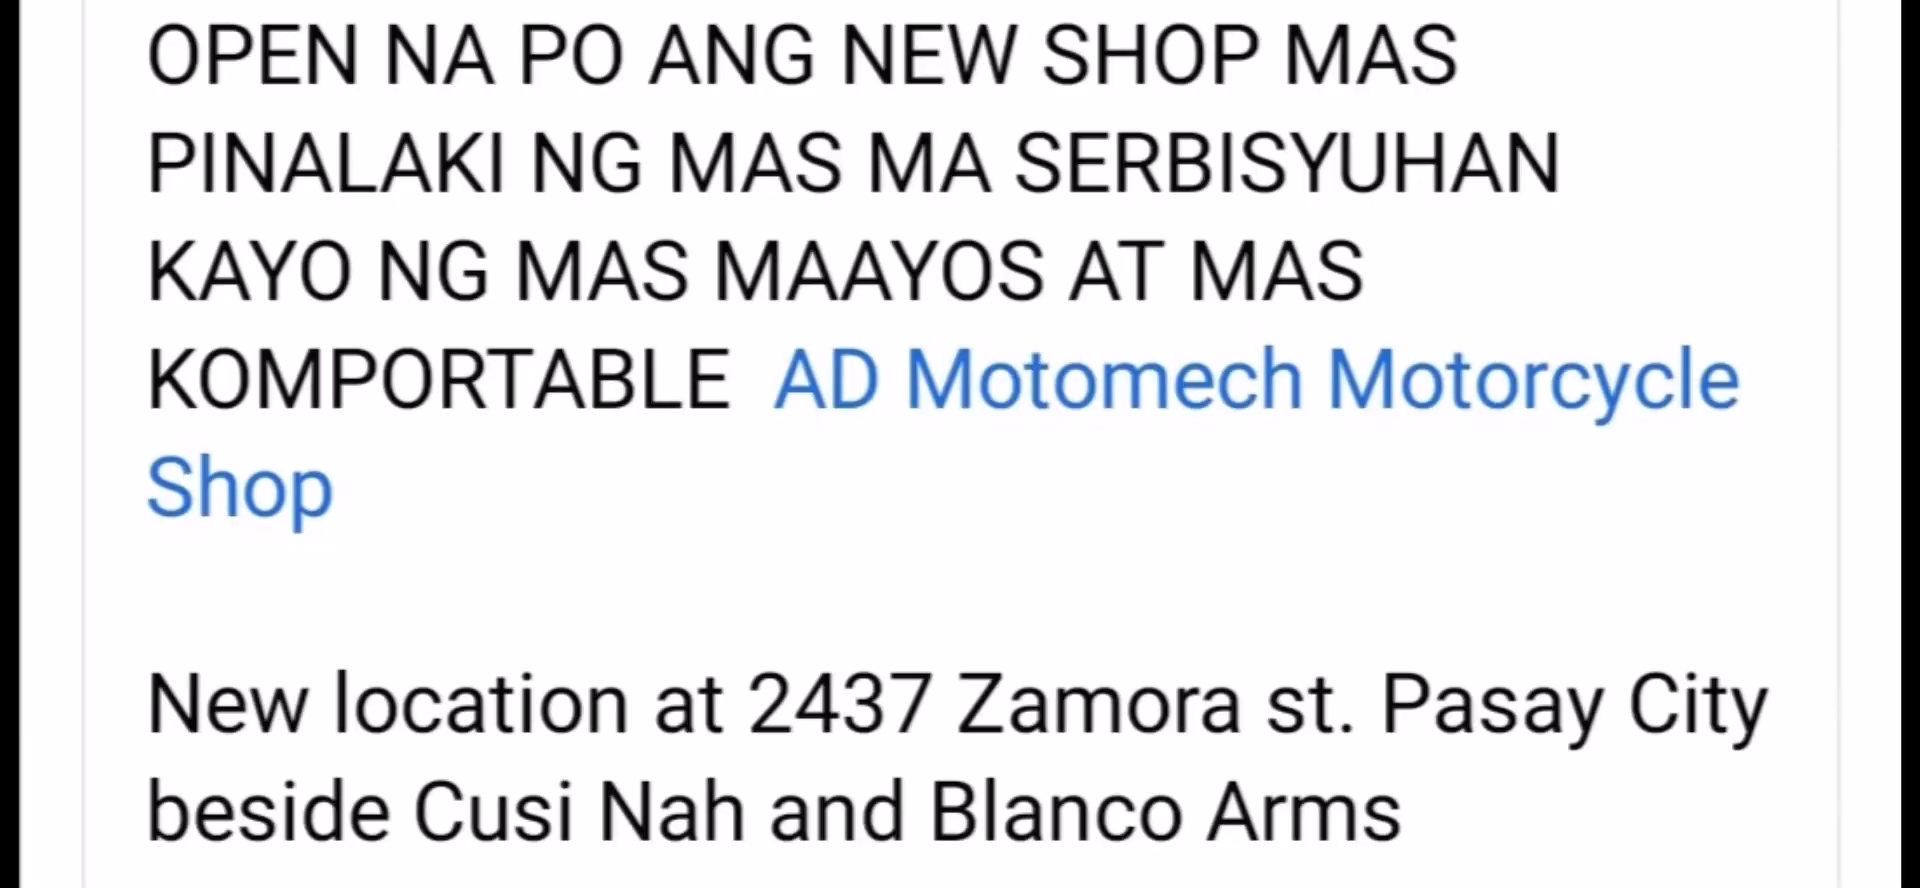 OPEN NA PO ANG NEW SHOP MAS
PINALAKI NG MAS MA SERBISYUHAN
KAYO NG MAS MAAYOS AT MAS
KOMPORTABLE AD Motomech Motorcycle
Shop
New location at 2437 Zamora st. Pasay City
beside Cusi Nah and Blanco Arms